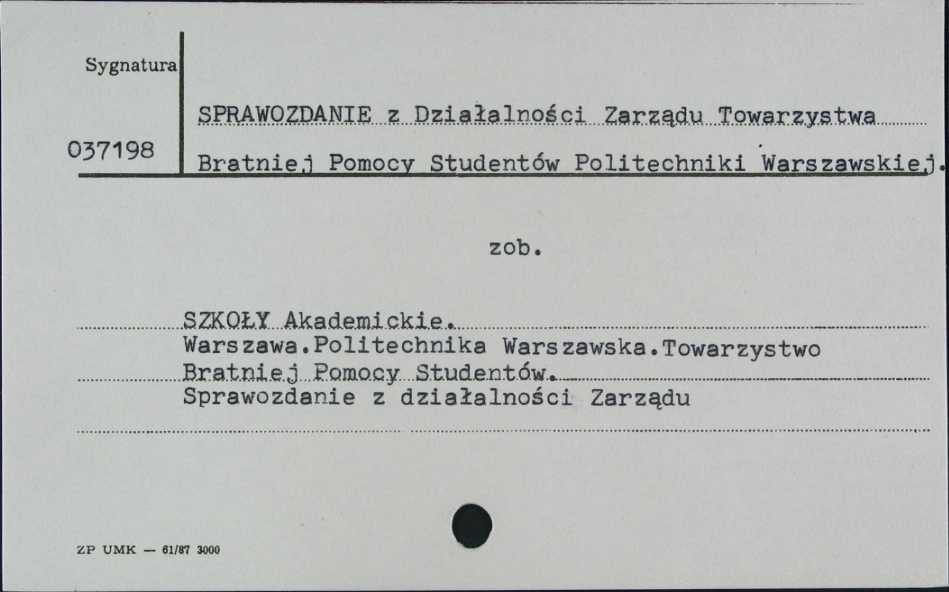 Sygnatura
SPRAWOZDANIE z Działalności Zarządu Towarzystwa
037198
Bratniej Pomocy Studentów Politechniki Warszawskiej.
zob.
SZKOŁY Akademickie.
Warszawa.Politechnika Warszawska.Towarzystwo
Bratniej Pomocy Studentów.
Sprawozdanie z działalności Zarządu
ZP UMK — 61/87 3000